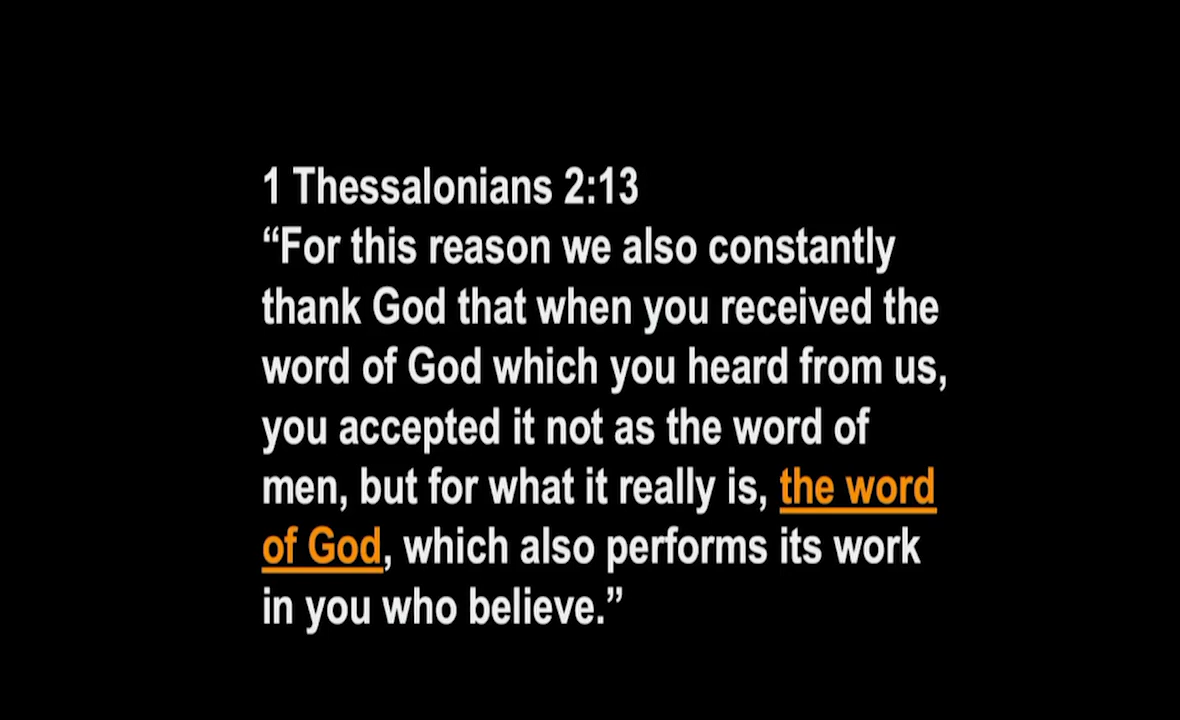 1 Thessalonians 2:13
“For this reason we also constantly
thank God that when you received the
word of God which you heard from us,
you accepted it not as the word of
men, but for what it really is, the word
of God, which also performs its work
in you who believe.”